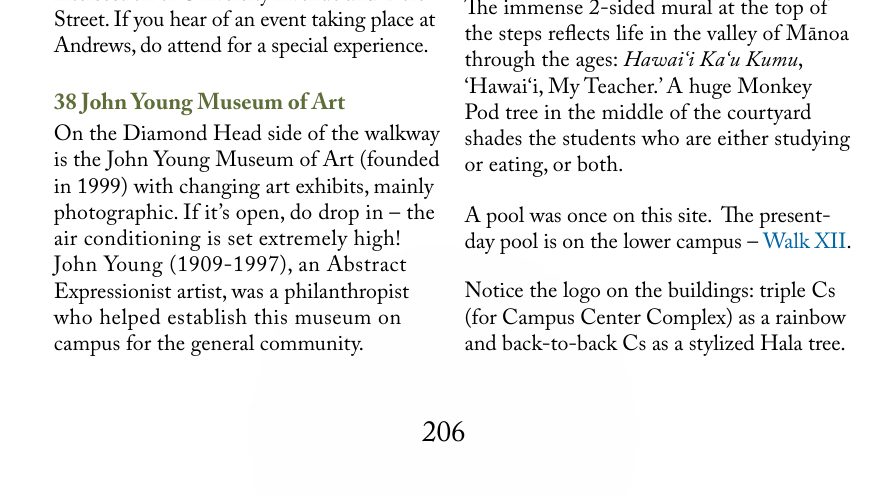 Street. If you hear of an event taking place at
Andrews, do attend for a special experience.
38 John Young Museum of Art
On the Diamond Head side of the walkway
is the John Young Museum of Art (founded
in 1999) with changing art exhibits, mainly
photographic. If it’s open, do drop in – the
air conditioning is set extremely high!
John Young (1909-1997), an Abstract
Expressionist artist, was a philanthropist
who helped establish this museum on
campus for the general community.
The immense 2-sided mural at the top of
the steps reflects life in the valley of Mānoa
through the ages: Hawai‘i Ka‘u Kumu,
‘Hawai‘i, My Teacher.’ A huge Monkey
Pod tree in the middle of the courtyard
shades the students who are either studying
or eating, or both.
A pool was once on this site. The present-
day pool is on the lower campus – Walk XII.
Notice the logo on the buildings: triple Cs
(for Campus Center Complex) as a rainbow
and back-to-back Cs as a stylized Hala tree.
206